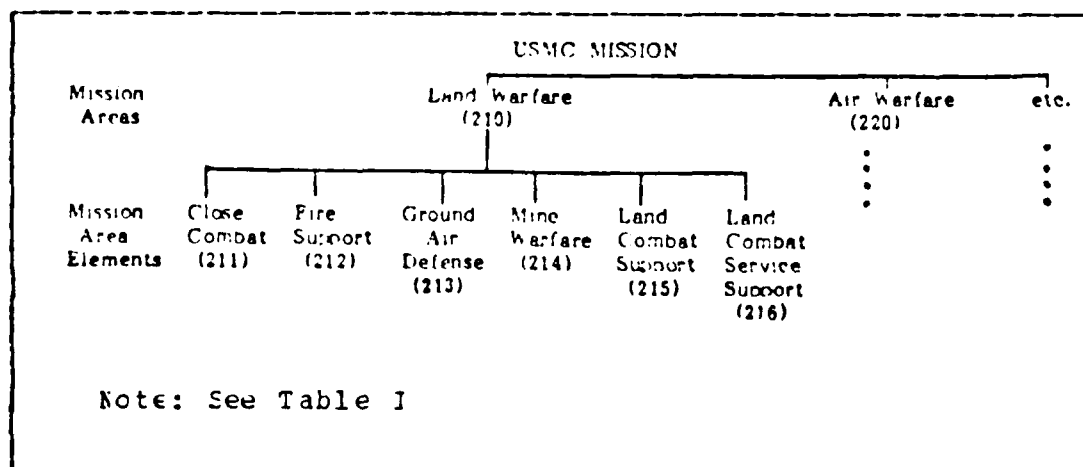 USMC MISSION
Mission Areas
Land Warfare (210)
Air Warfare (220)
etc.
Mission Area Elements
Close Combat (211)
Fire Support (212)
Ground Air Defense (213)
Mine Warfare (214)
Land Combat Support (215)
Land Combat Service Support (216)
Note: See Table I